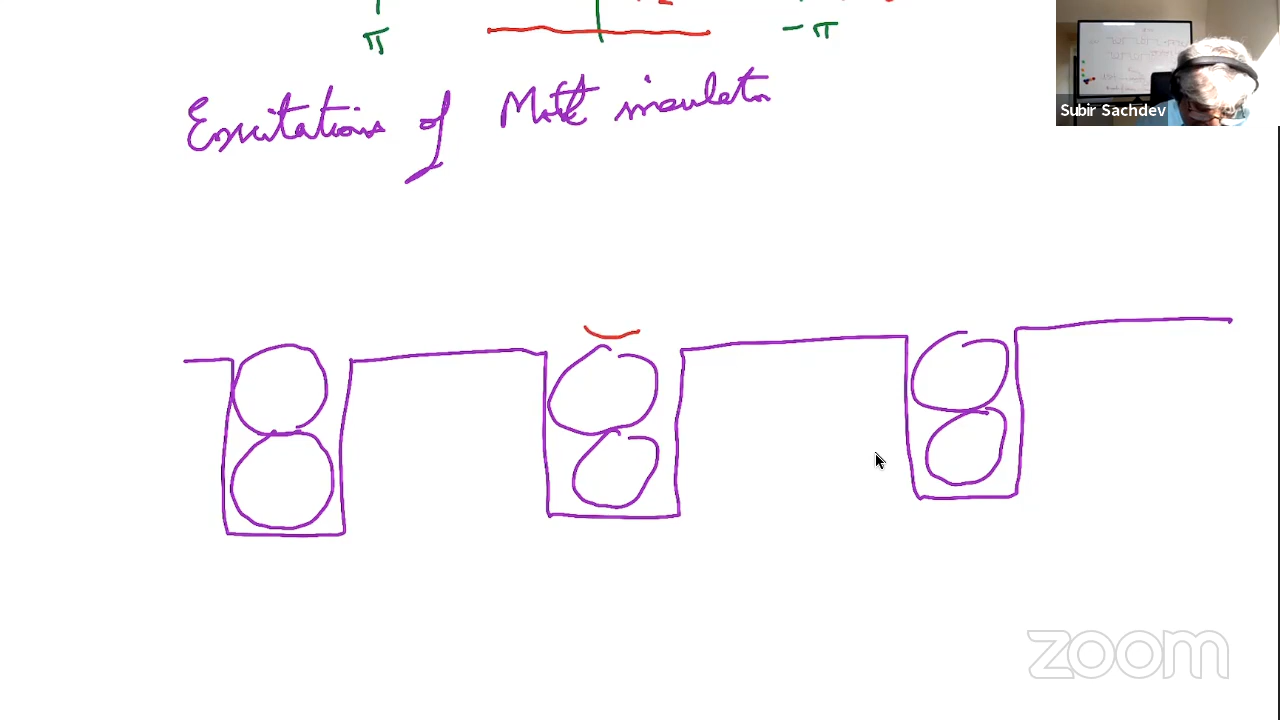 π - π
Excitations of Mott insulator
Subir Sachdev
zoom